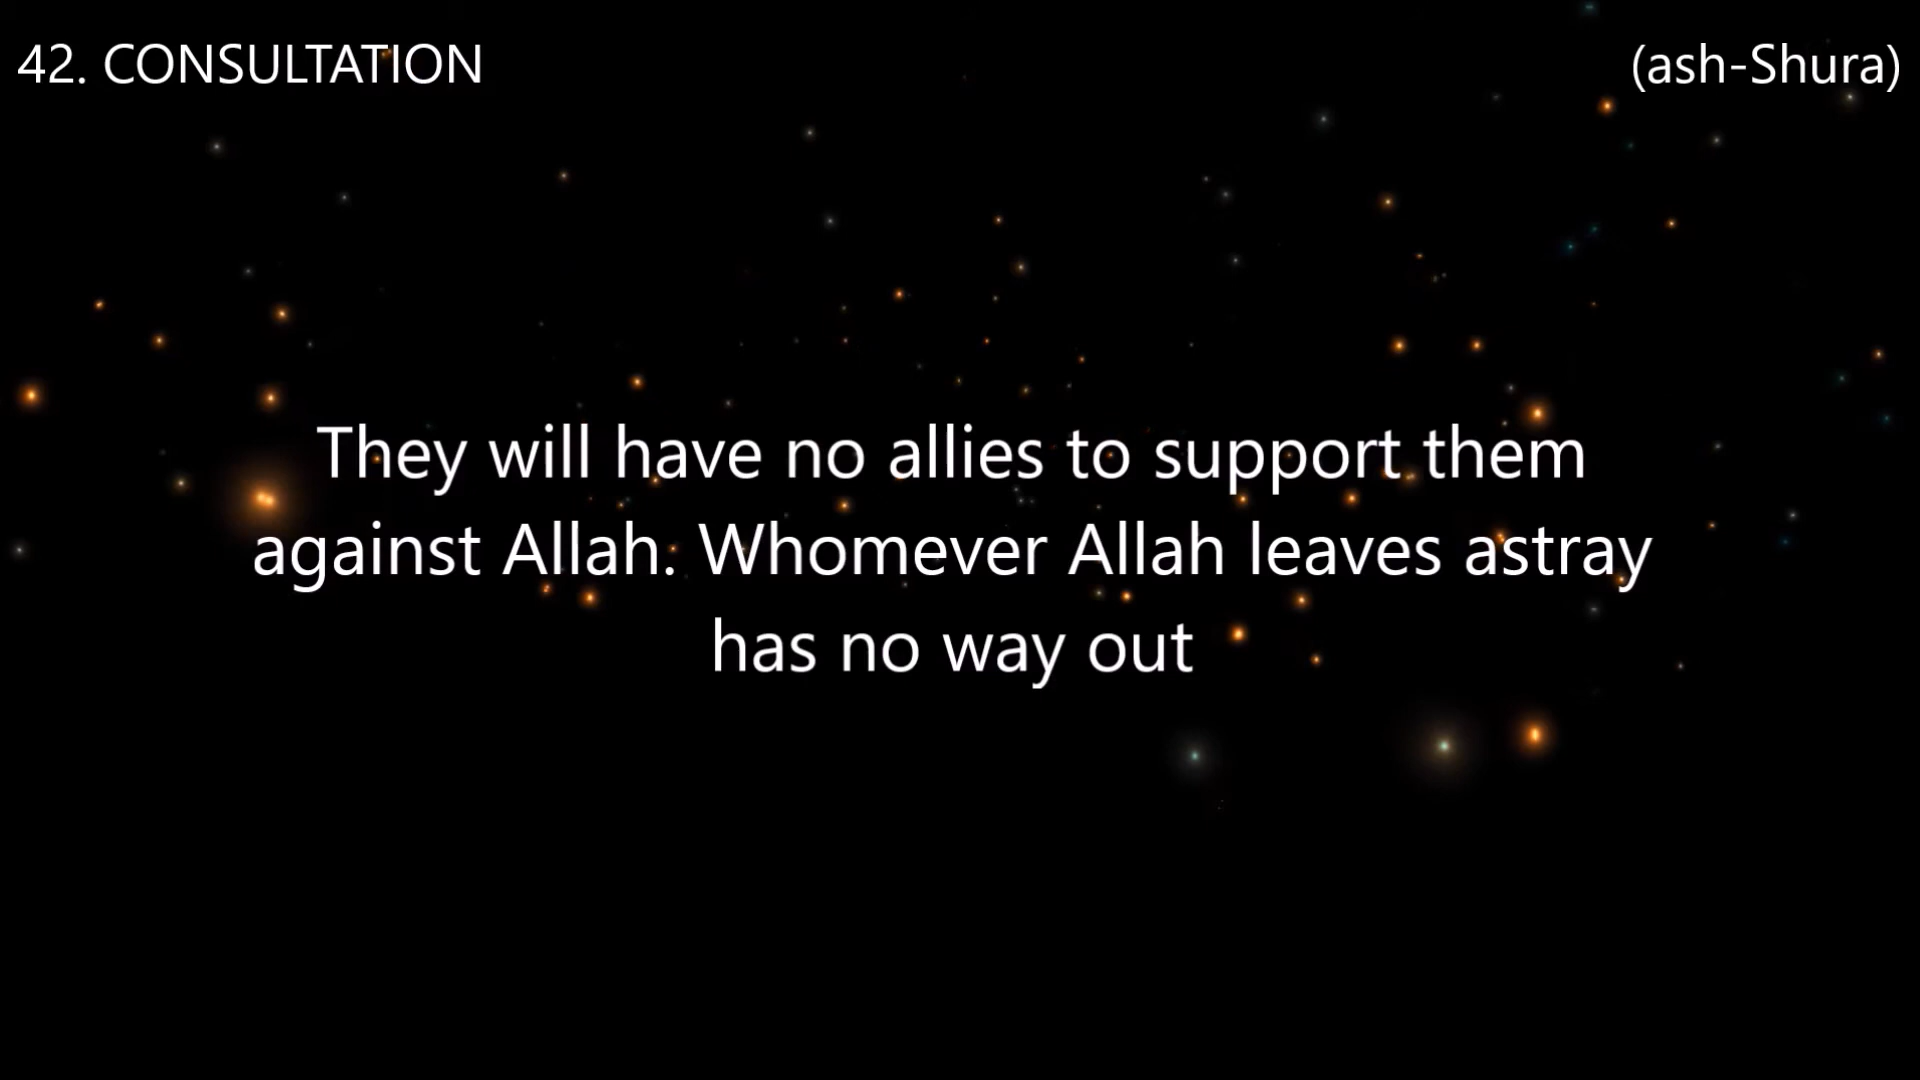 42. CONSULTATION
(ash-Shura)
They will have no allies to support them
against Allah. Whomever Allah leaves astray
has no way out